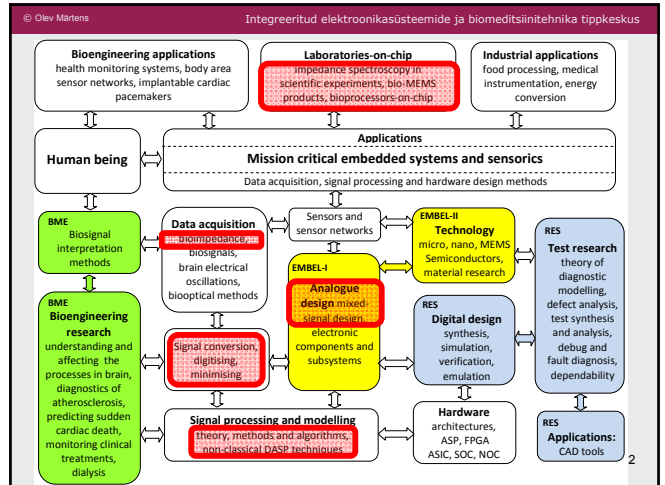 © Olev Märtens
Integreeritud elektroonikasüsteemide ja biomeditsiinitehnika tippkeskus
Bioengineering applications
health monitoring systems, body area
sensor networks, implantable cardiac
pacemakers
Laboratories-on-chip
impedance spectroscopy in
scientific experiments, bio-MEMS
products, bioprocessors-on-chip
Industrial applications
food processing, medical
instrumentation, energy
conversion
Human being
Applications
Mission critical embedded systems and sensorics
Data acquisition, signal processing and hardware design methods
BME
Biosignal
interpretation
methods
Data acquisition
bioimpedance,
biosignals,
brain electrical
oscillations,
bioptical methods
Sensors and
sensor networks
EMBEL-II
Technology
micro, nano, MEMS
Semiconductors,
material research
RES
Test research
theory of
diagnostic
modelling,
defect analysis,
test synthesis
and analysis,
debug and
fault diagnosis,
dependability
EMBEL-I
Analogue
design mixed-
signal design
electronic
components and
subsystems
RES
Digital design
synthesis,
simulation,
verification,
emulation
BME
Bioengineering
research
understanding and
affecting the
processes in brain,
diagnostics of
atherosclerosis,
predicting sudden
cardiac death,
monitoring clinical
treatments,
dialysis
Signal conversion,
digitising,
minimising
Signal processing and modelling
theory, methods and algorithms,
non-classical DASP techniques
Hardware
architectures,
ASP, FPGA
ASIC, SOC, NOC
RES
Applications:
CAD tools
2